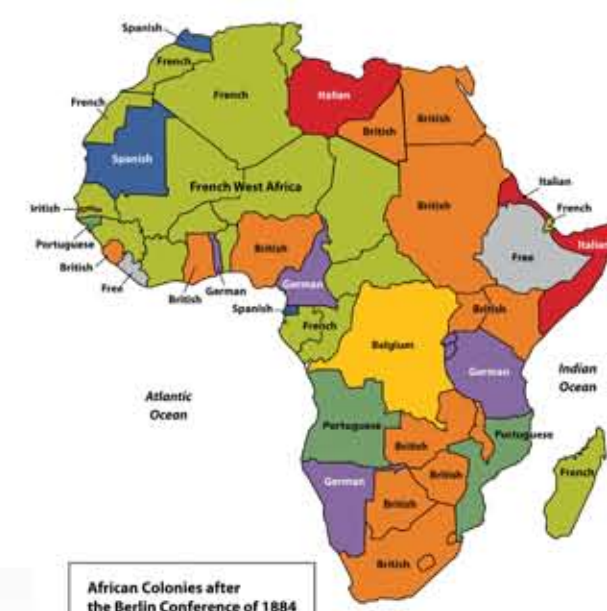 Spanish
French
French
Italian
British
British
French
Spanish
French West Africa
British
Italian
French
Italian
Free
iritish
Portuguese
British
Free
British
German
British
German
Spanish
French
Belgium
British
German
Indian
Ocean
Atlantic
Ocean
Portuguese
British
Portuguese
German
British
British
French
British
African Colonies after
the Berlin Conference of 1884